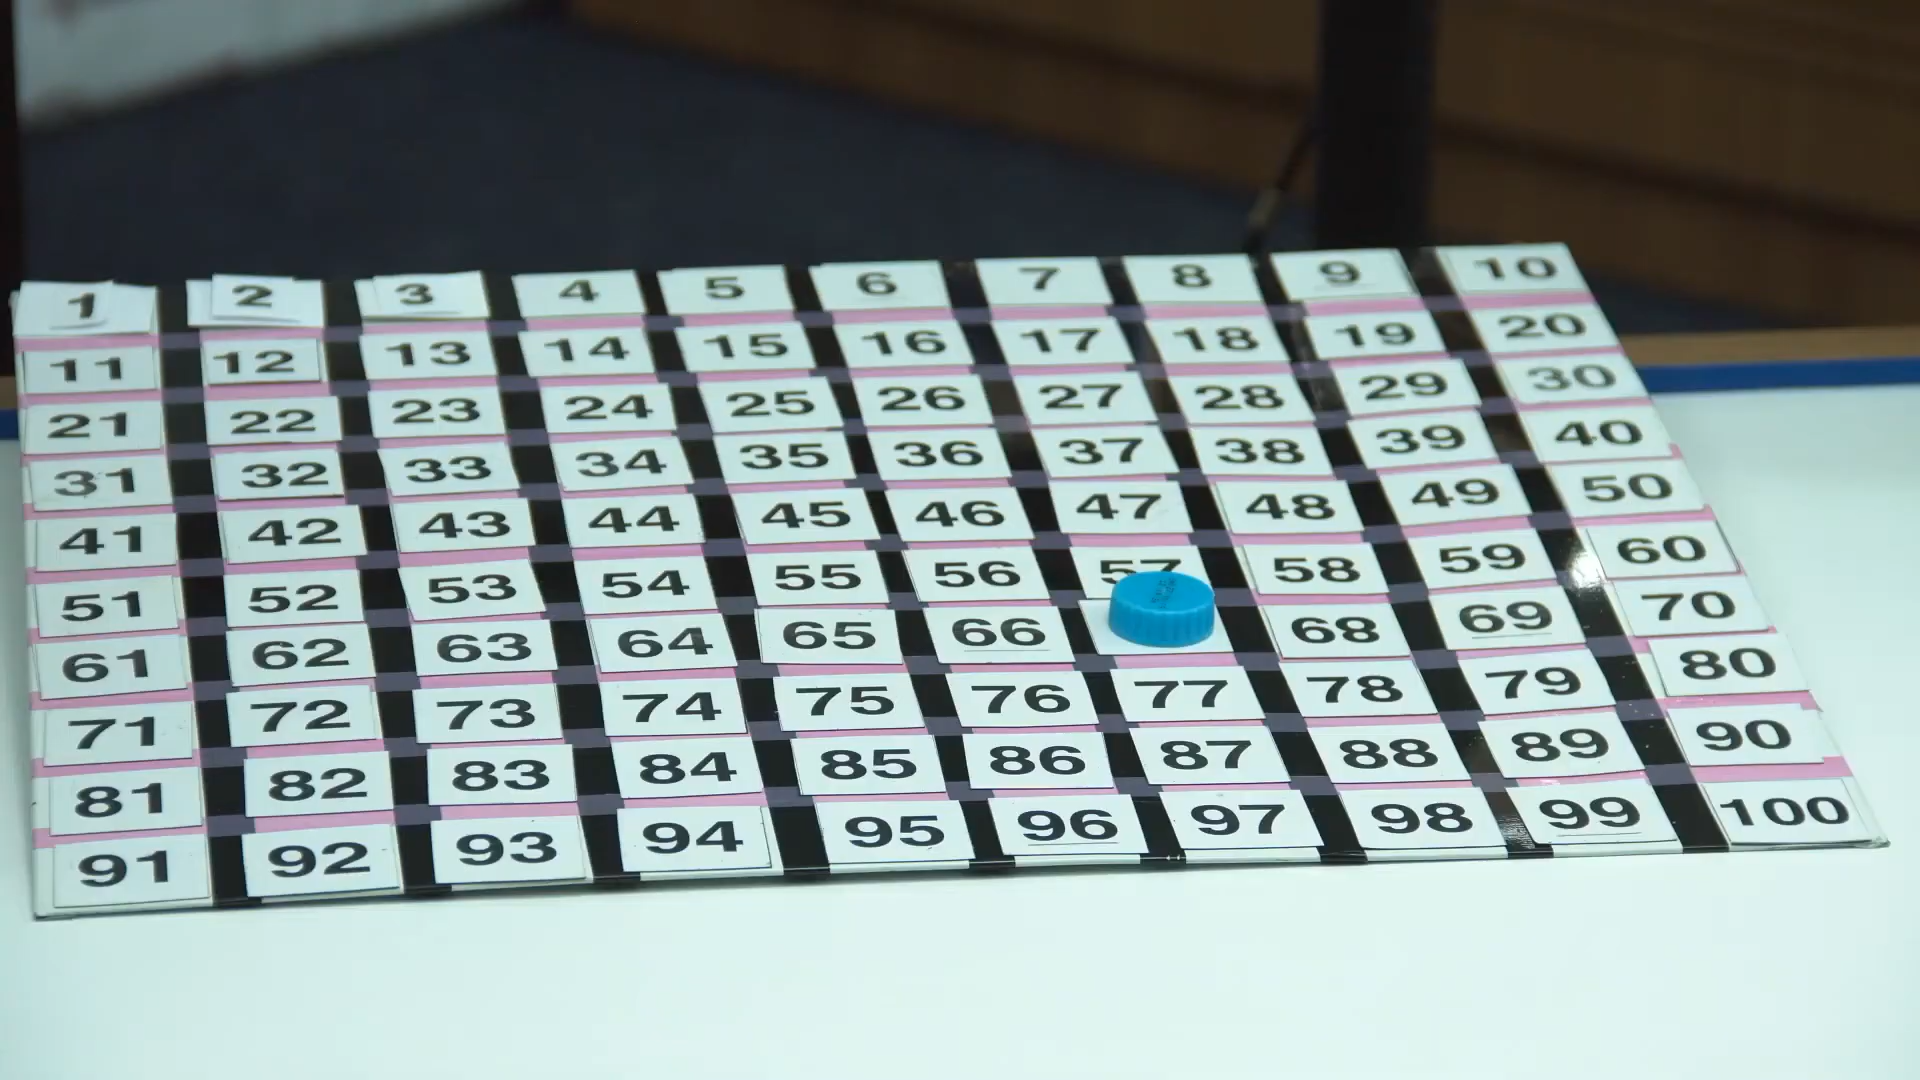 1 2 3 4 5 6 7 8 9 10
11 12 13 14 15 16 17 18 19 20
21 22 23 24 25 26 27 28 29 30
31 32 33 34 35 36 37 38 39 40
41 42 43 44 45 46 47 48 49 50
51 52 53 54 55 56 57 58 59 60
61 62 63 64 65 66 68 69 70
71 72 73 74 75 76 77 78 79 80
81 82 83 84 85 86 87 88 89 90
91 92 93 94 95 96 97 98 99 100